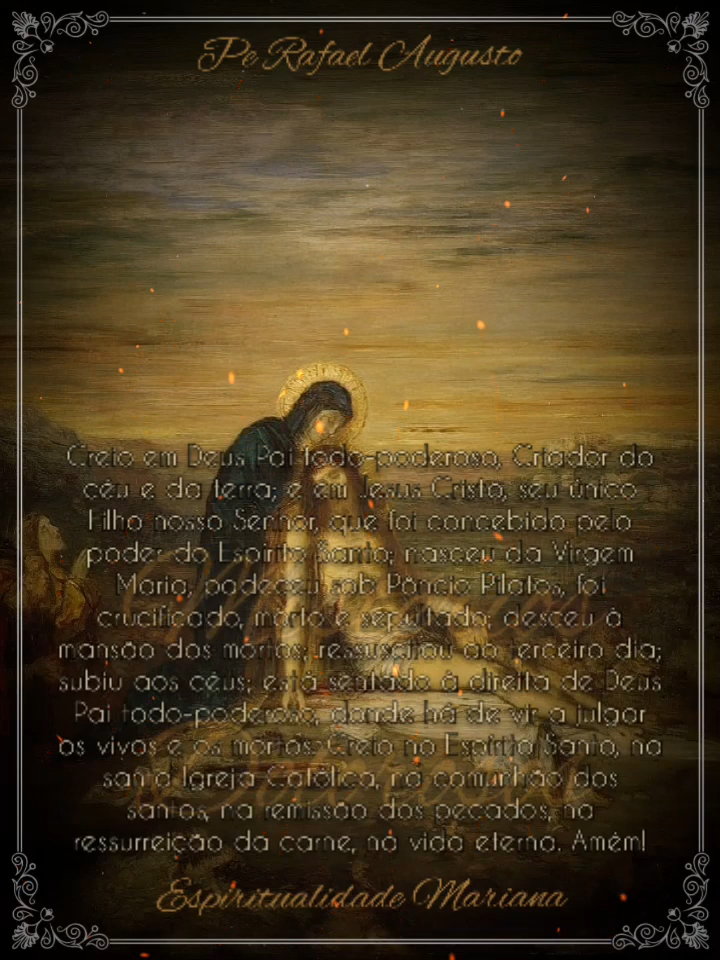 Pe Rafael Augusto
Creio em Deus Pai todo-poderoso, Criador do
céu e da terra; e em Jesus Cristo, seu único
Filho nosso Senhor, que foi concebido pelo
poder do Espírito Santo; nasceu da Virgem
Maria, padeceu sob Pôncio Pilatos, foi
crucificado, morto e sepultado; desceu à
mansão dos mortos; ressuscitou ao terceiro dia;
subiu aos céus; está sentado à direita de Deus
Pai todo-poderoso, donde há de vir a julgar
os vivos e os mortos. Creio no Espírito Santo, na
santa Igreja Católica, na comunhão dos
santos, na remissão dos pecados, na
ressurreição da carne, na vida eterna. Amém!
Espiritualidade Mariana